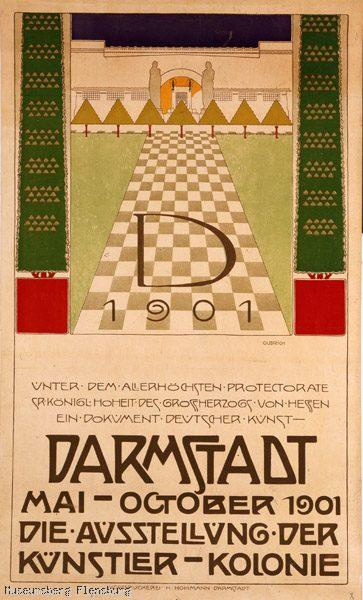 D
1901
OLBRICH
UNTER · DEM · ALLERHÖCHSTEN · PROTECTORATE
SR · KÖNIGL · HOHEIT · DES · GROSSHERZOGS · VON · HESSEN
EIN · DOKUMENT · DEUTSCHER · KUNST —
DARMSTADT
MAI — OCTOBER 1901
DIE · AUSSTELLUNG · DER
KÜNSTLER — KOLONIE
H. HOHMANN DARMSTADT
Museumsberg Flensburg